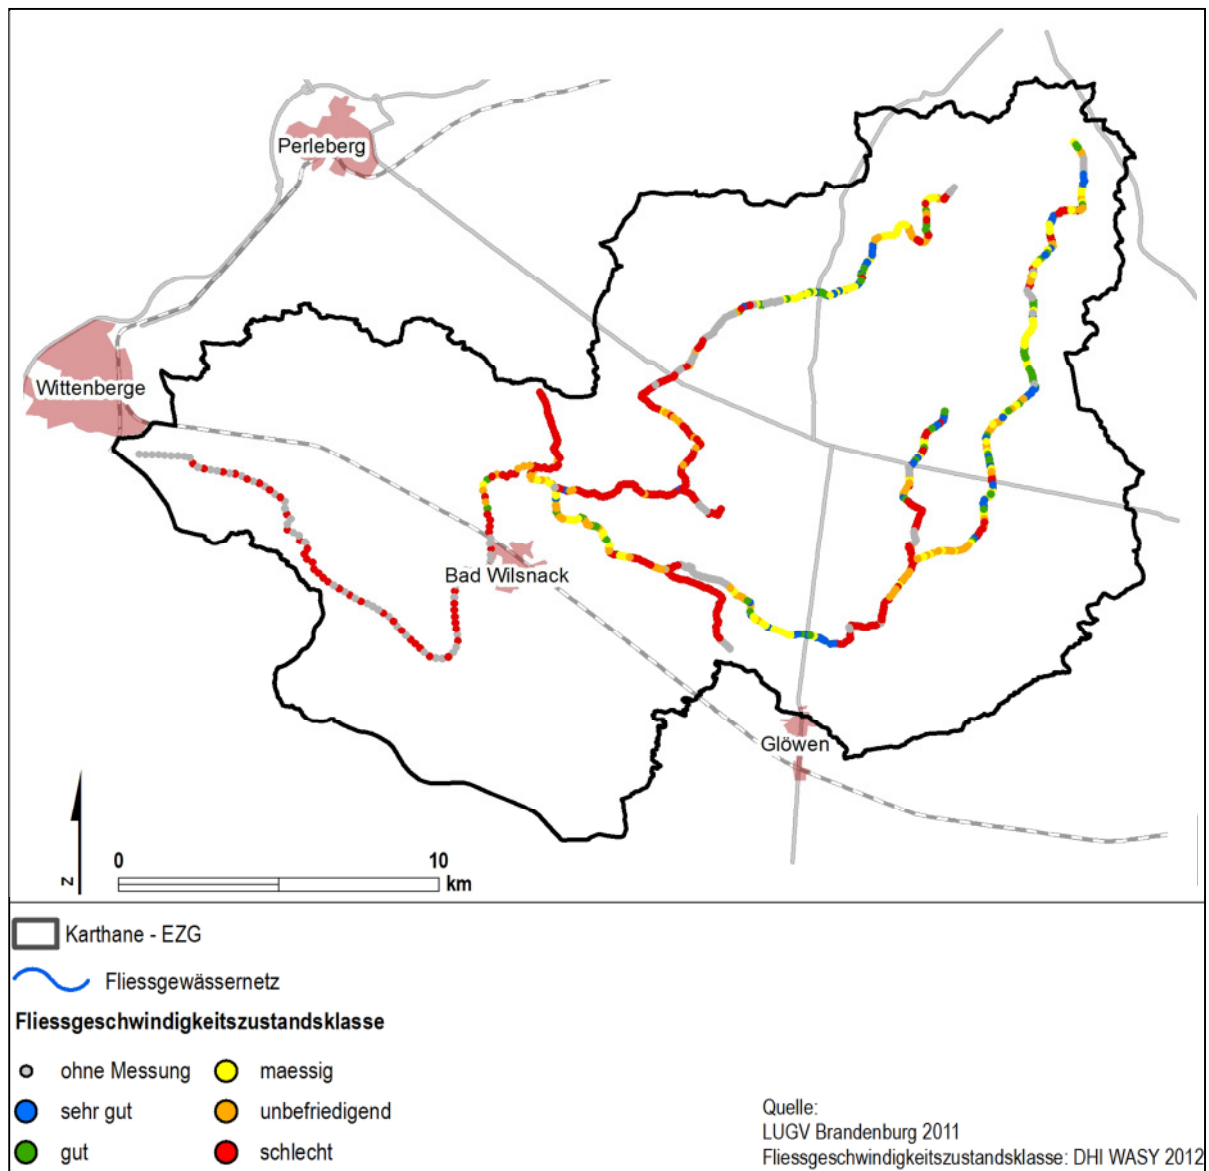 Perleberg
Wittenberge
Bad Wilsnack
Glöwen
N
0 10
km
Karthane - EZG
Fliessgewässernetz
Fliessgeschwindigkeitszustandsklasse
ohne Messung
maessig
sehr gut
unbefriedigend
gut
schlecht
Quelle:
LUGV Brandenburg 2011
Fliessgeschwindigkeitszustandsklasse: DHI WASY 2012